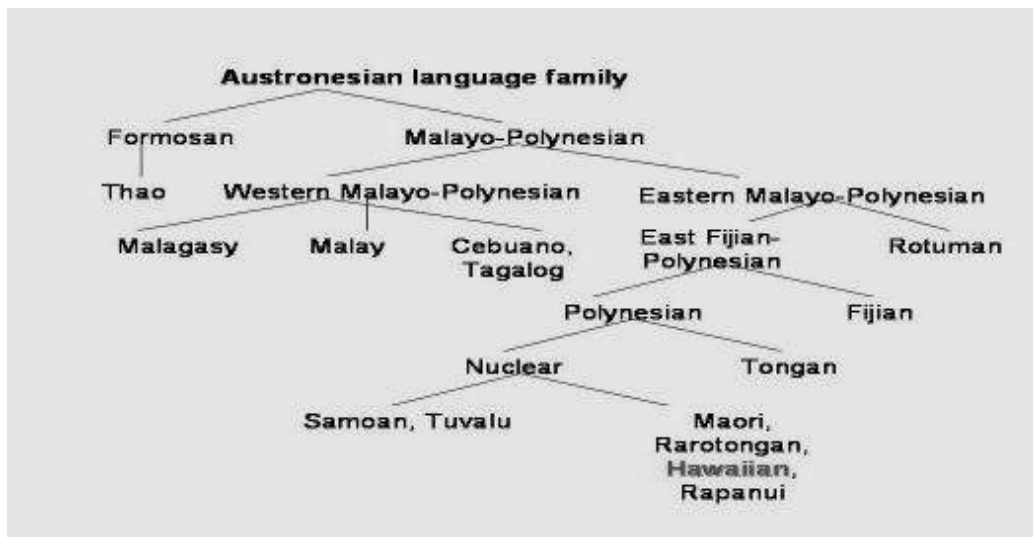 Austronesian language family
Formosan Malayo-Polynesian
Thao Western Malayo-Polynesian Eastern Malayo-Polynesian
Malagasy Malay Cebuano, Tagalog East Fijian-Polynesian Rotuman
Polynesian Fijian
Nuclear Tongan
Samoan, Tuvalu Maori,
Rarotongan,
Hawaiian,
Rapanui